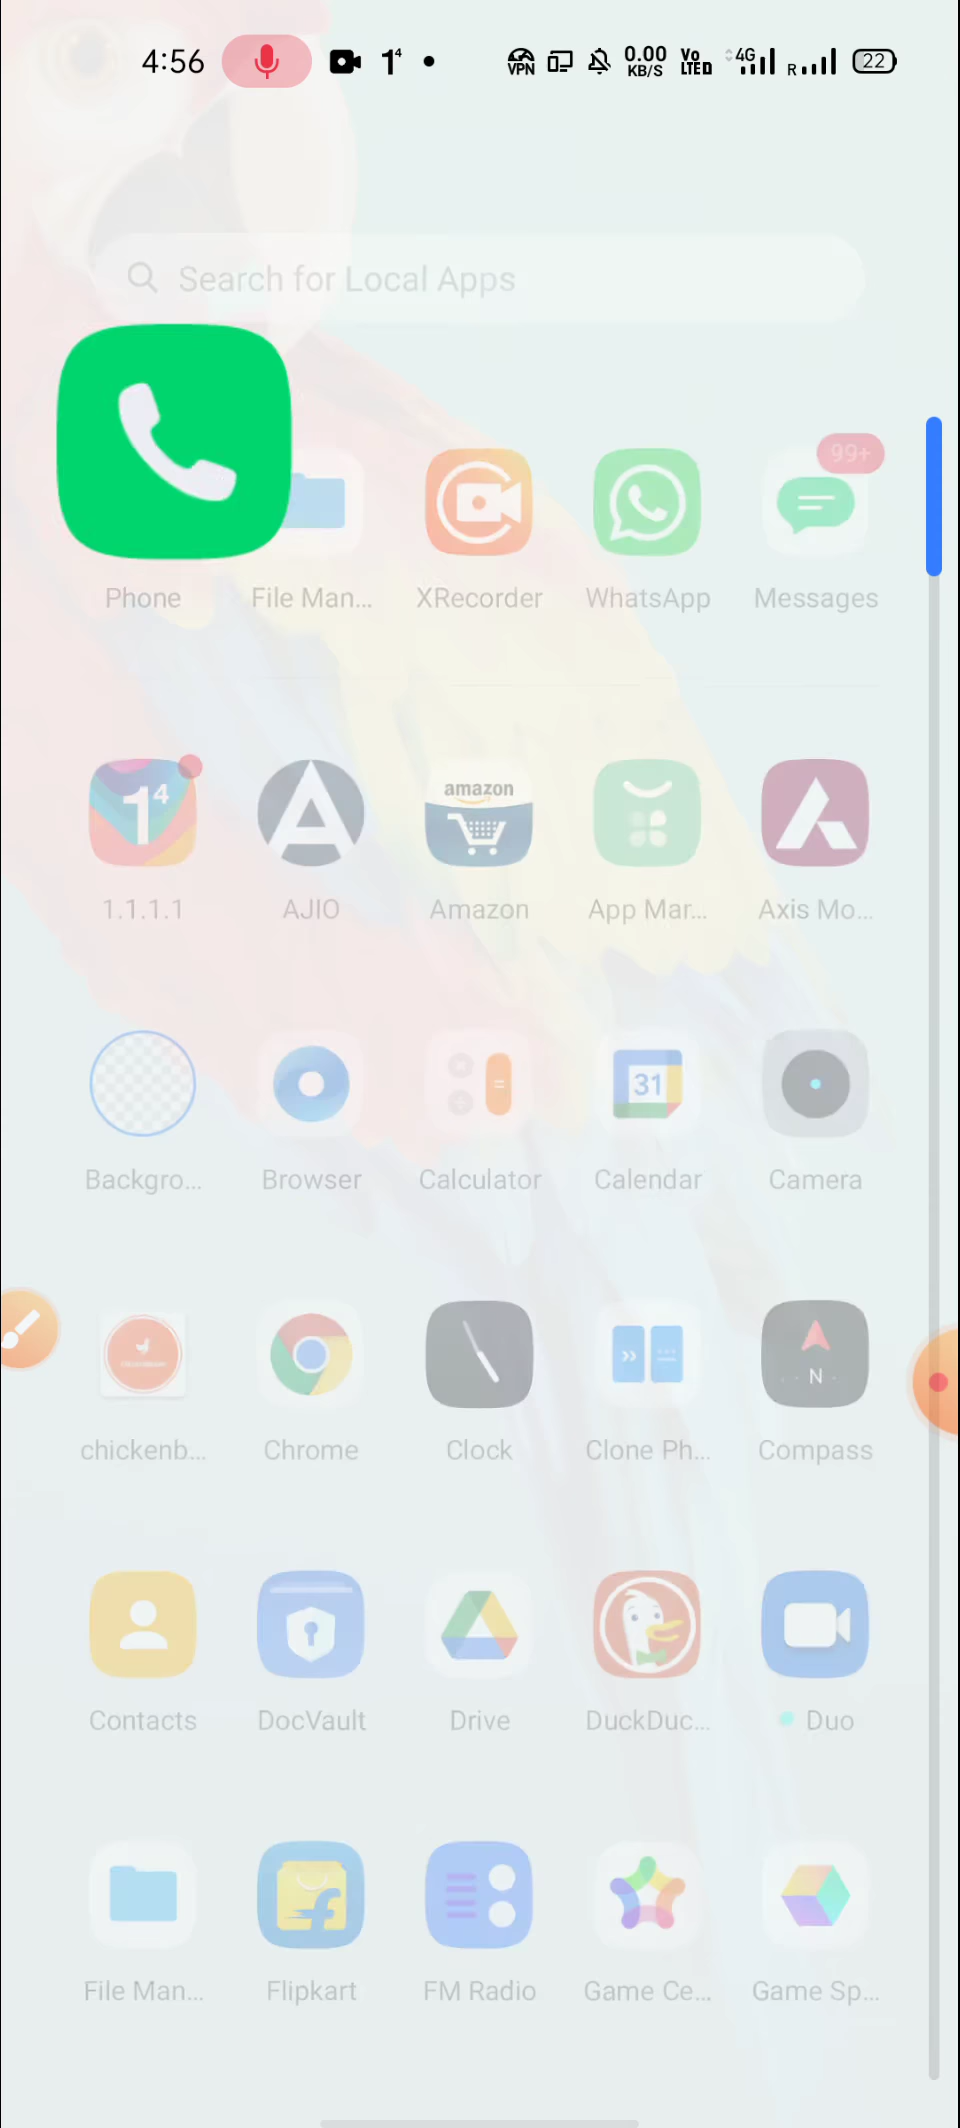 4:56 1⁴ VPN 0.00 KB/S Vo LTE D 4G R 22
Search for Local Apps
99+
Phone File Man... XRecorder WhatsApp Messages
1⁴ amazon
1.1.1.1 AJIO Amazon App Mar... Axis Mo...
31
Backgro... Browser Calculator Calendar Camera
N
chickenb... Chrome Clock Clone Ph... Compass
Contacts DocVault Drive DuckDuc... Duo
File Man... Flipkart FM Radio Game Ce... Game Sp...